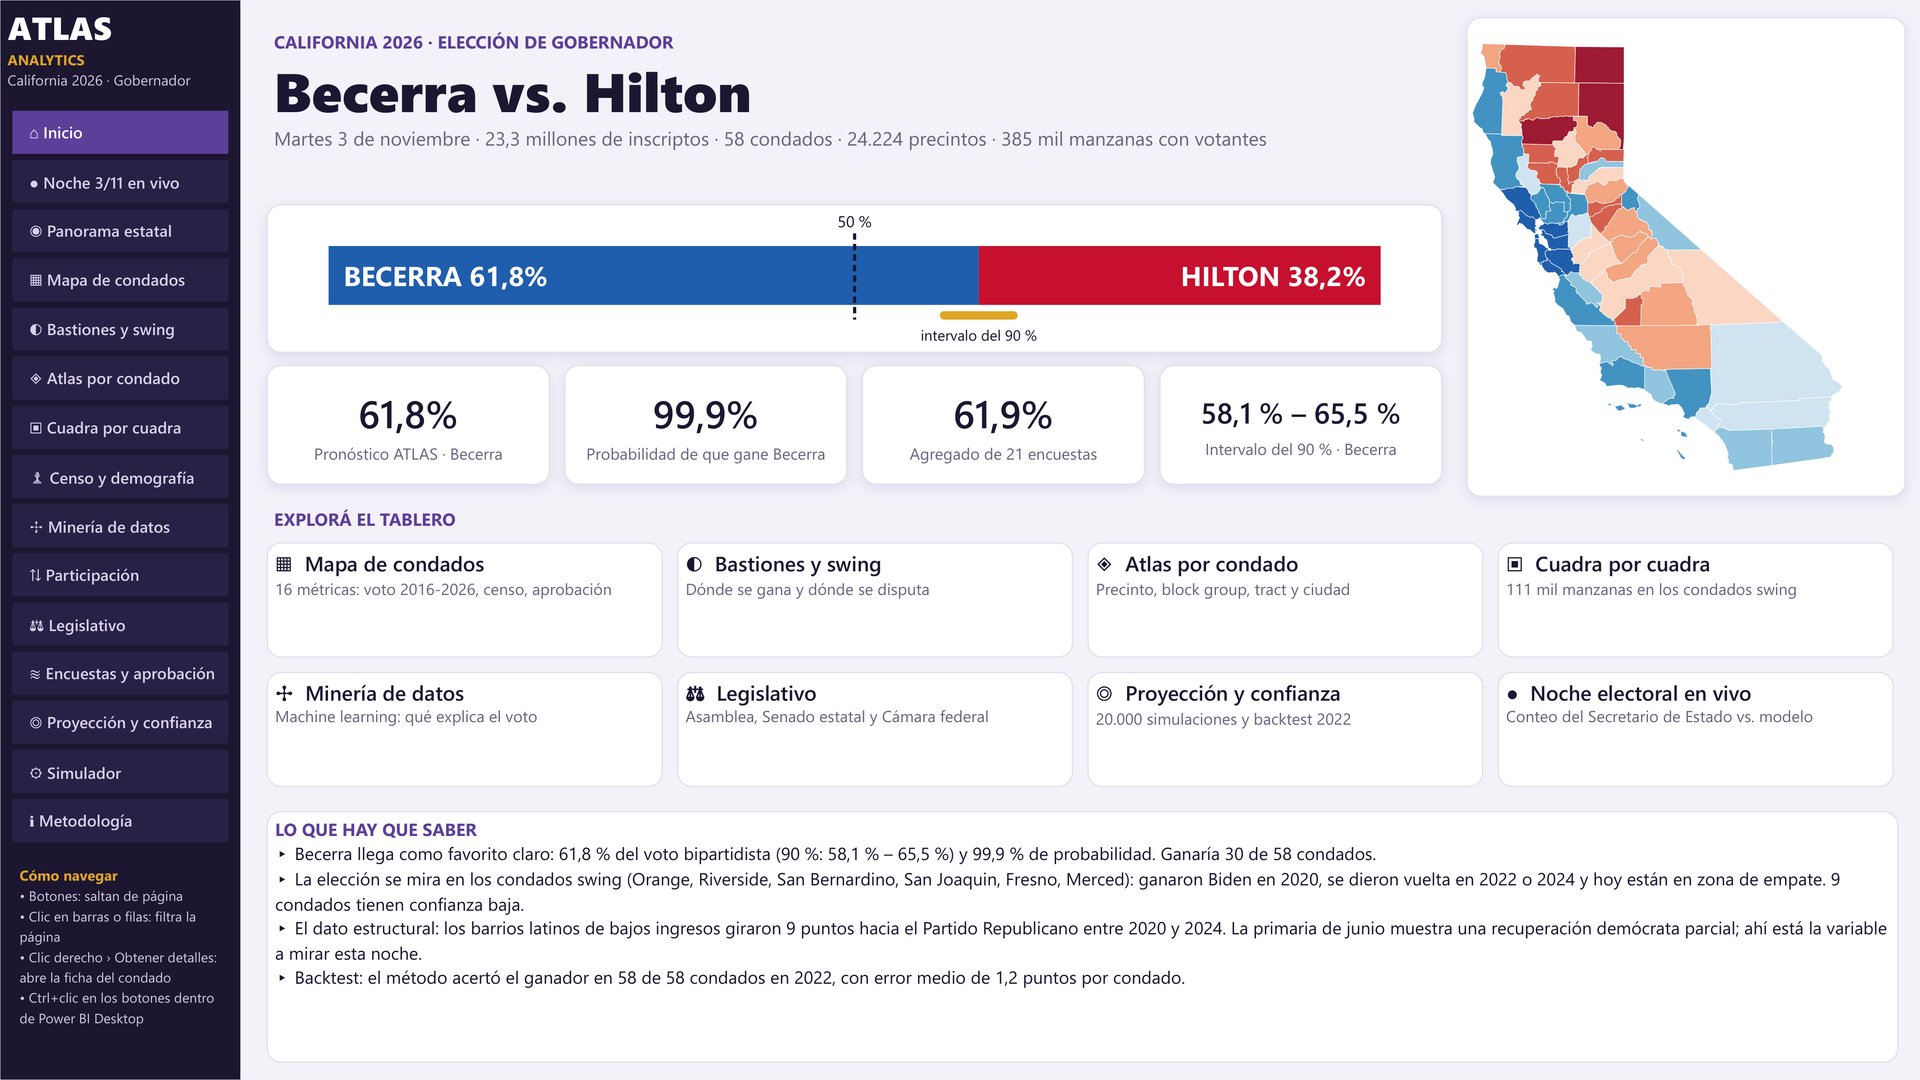 ATLAS
ANALYTICS
California 2026 · Gobernador
⌂ Inicio
● Noche 3/11 en vivo
◉ Panorama estatal
▦ Mapa de condados
◐ Bastiones y swing
◈ Atlas por condado
▣ Cuadra por cuadra
Censo y demografía
Minería de datos
⇅ Participación
Legislativo
≋ Encuestas y aprobación
◎ Proyección y confianza
Simulador
ℹ Metodología
Cómo navegar
• Botones: saltan de página
• Clic en barras o filas: filtra la
página
• Clic derecho › Obtener detalles:
abre la ficha del condado
• Ctrl+clic en los botones dentro
de Power BI Desktop
CALIFORNIA 2026 · ELECCIÓN DE GOBERNADOR
Becerra vs. Hilton
Martes 3 de noviembre · 23,3 millones de inscriptos · 58 condados · 24.224 precintos · 385 mil manzanas con votantes
50 %
BECERRA 61,8%
HILTON 38,2%
intervalo del 90 %
61,8%
Pronóstico ATLAS · Becerra
99,9%
Probabilidad de que gane Becerra
61,9%
Agregado de 21 encuestas
58,1 % – 65,5 %
Intervalo del 90 % · Becerra
EXPLORÁ EL TABLERO
▦ Mapa de condados
16 métricas: voto 2016-2026, censo, aprobación
◐ Bastiones y swing
Dónde se gana y dónde se disputa
◈ Atlas por condado
Precinto, block group, tract y ciudad
▣ Cuadra por cuadra
111 mil manzanas en los condados swing
Minería de datos
Machine learning: qué explica el voto
Legislativo
Asamblea, Senado estatal y Cámara federal
◎ Proyección y confianza
20.000 simulaciones y backtest 2022
● Noche electoral en vivo
Conteo del Secretario de Estado vs. modelo
LO QUE HAY QUE SABER
‣ Becerra llega como favorito claro: 61,8 % del voto bipartidista (90 %: 58,1 % – 65,5 %) y 99,9 % de probabilidad. Ganaría 30 de 58 condados.
‣ La elección se mira en los condados swing (Orange, Riverside, San Bernardino, San Joaquin, Fresno, Merced): ganaron Biden en 2020, se dieron vuelta en 2022 o 2024 y hoy están en zona de empate. 9
condados tienen confianza baja.
‣ El dato estructural: los barrios latinos de bajos ingresos giraron 9 puntos hacia el Partido Republicano entre 2020 y 2024. La primaria de junio muestra una recuperación demócrata parcial; ahí está la variable
a mirar esta noche.
‣ Backtest: el método acertó el ganador en 58 de 58 condados en 2022, con error medio de 1,2 puntos por condado.